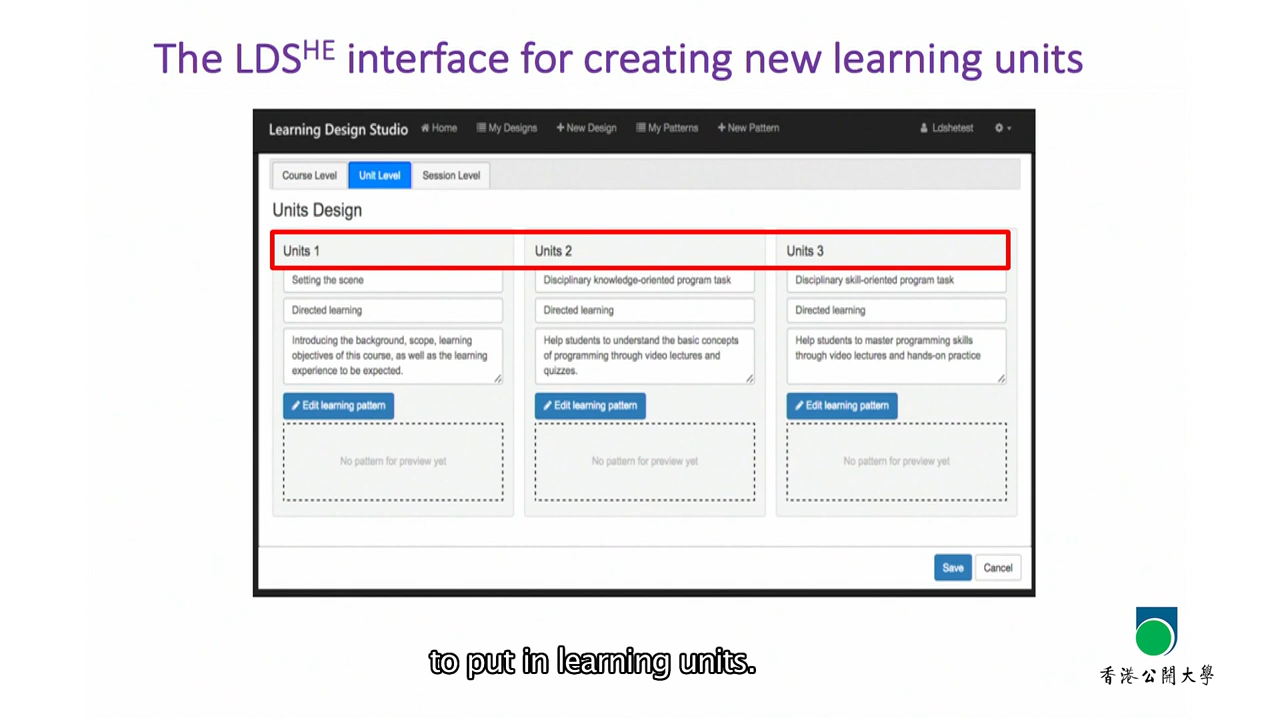 The LDSHE interface for creating new learning units
Learning Design Studio Home My Designs New Design My Patterns New Pattern Ldshetest
Course Level Unit Level Session Level
Units Design
Units 1 Units 2 Units 3
Setting the scene Disciplinary knowledge-oriented program task Disciplinary skill-oriented program task
Directed learning Directed learning Directed learning
Introducing the background, scope, learning
objectives of this course, as well as the learning
experience to be expected.
Help students to understand the basic concepts
of programming through video lectures and
quizzes.
Help students to master programming skills
through video lectures and hands-on practice
Edit learning pattern Edit learning pattern Edit learning pattern
No pattern for preview yet No pattern for preview yet No pattern for preview yet
Save Cancel
to put in learning units.
香港公開大學